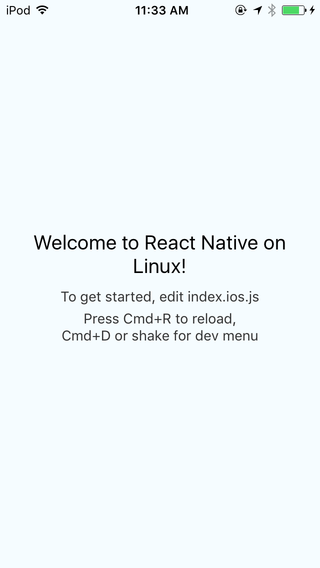 iPod 11:33 AM
Welcome to React Native on
Linux!
To get started, edit index.ios.js
Press Cmd+R to reload,
Cmd+D or shake for dev menu